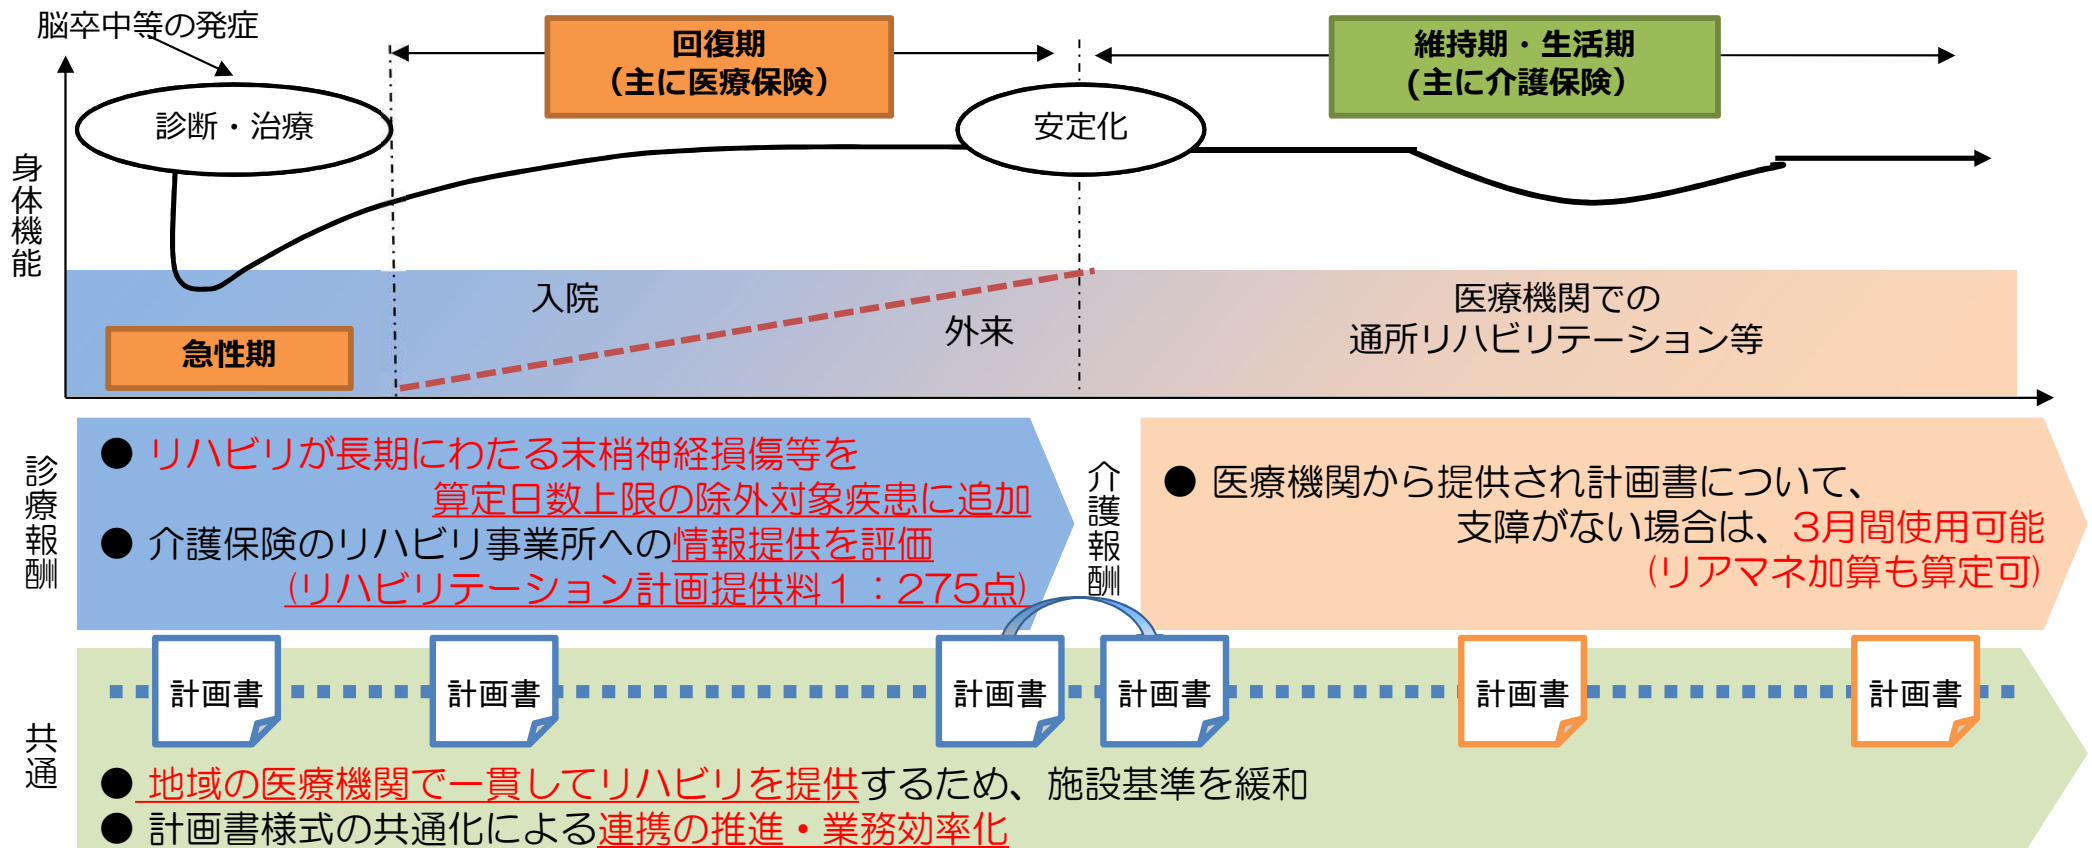 脳卒中等の発症
回復期
（主に医療保険）
維持期・生活期
(主に介護保険）
診断・治療
安定化
身体機能
入院
外来
医療機関での
通所リハビリテーション等
急性期
診療報酬
● リハビリが長期にわたる末梢神経損傷等を
算定日数上限の除外対象疾患に追加
● 介護保険のリハビリ事業所への情報提供を評価
(リハビリテーション計画提供料１：275点)
介護報酬
● 医療機関から提供され計画書について、
支障がない場合は、3月間使用可能
(リアマネ加算も算定可)
計画書
計画書
計画書
計画書
計画書
計画書
共通
● 地域の医療機関で一貫してリハビリを提供するため、施設基準を緩和
● 計画書様式の共通化による連携の推進・業務効率化